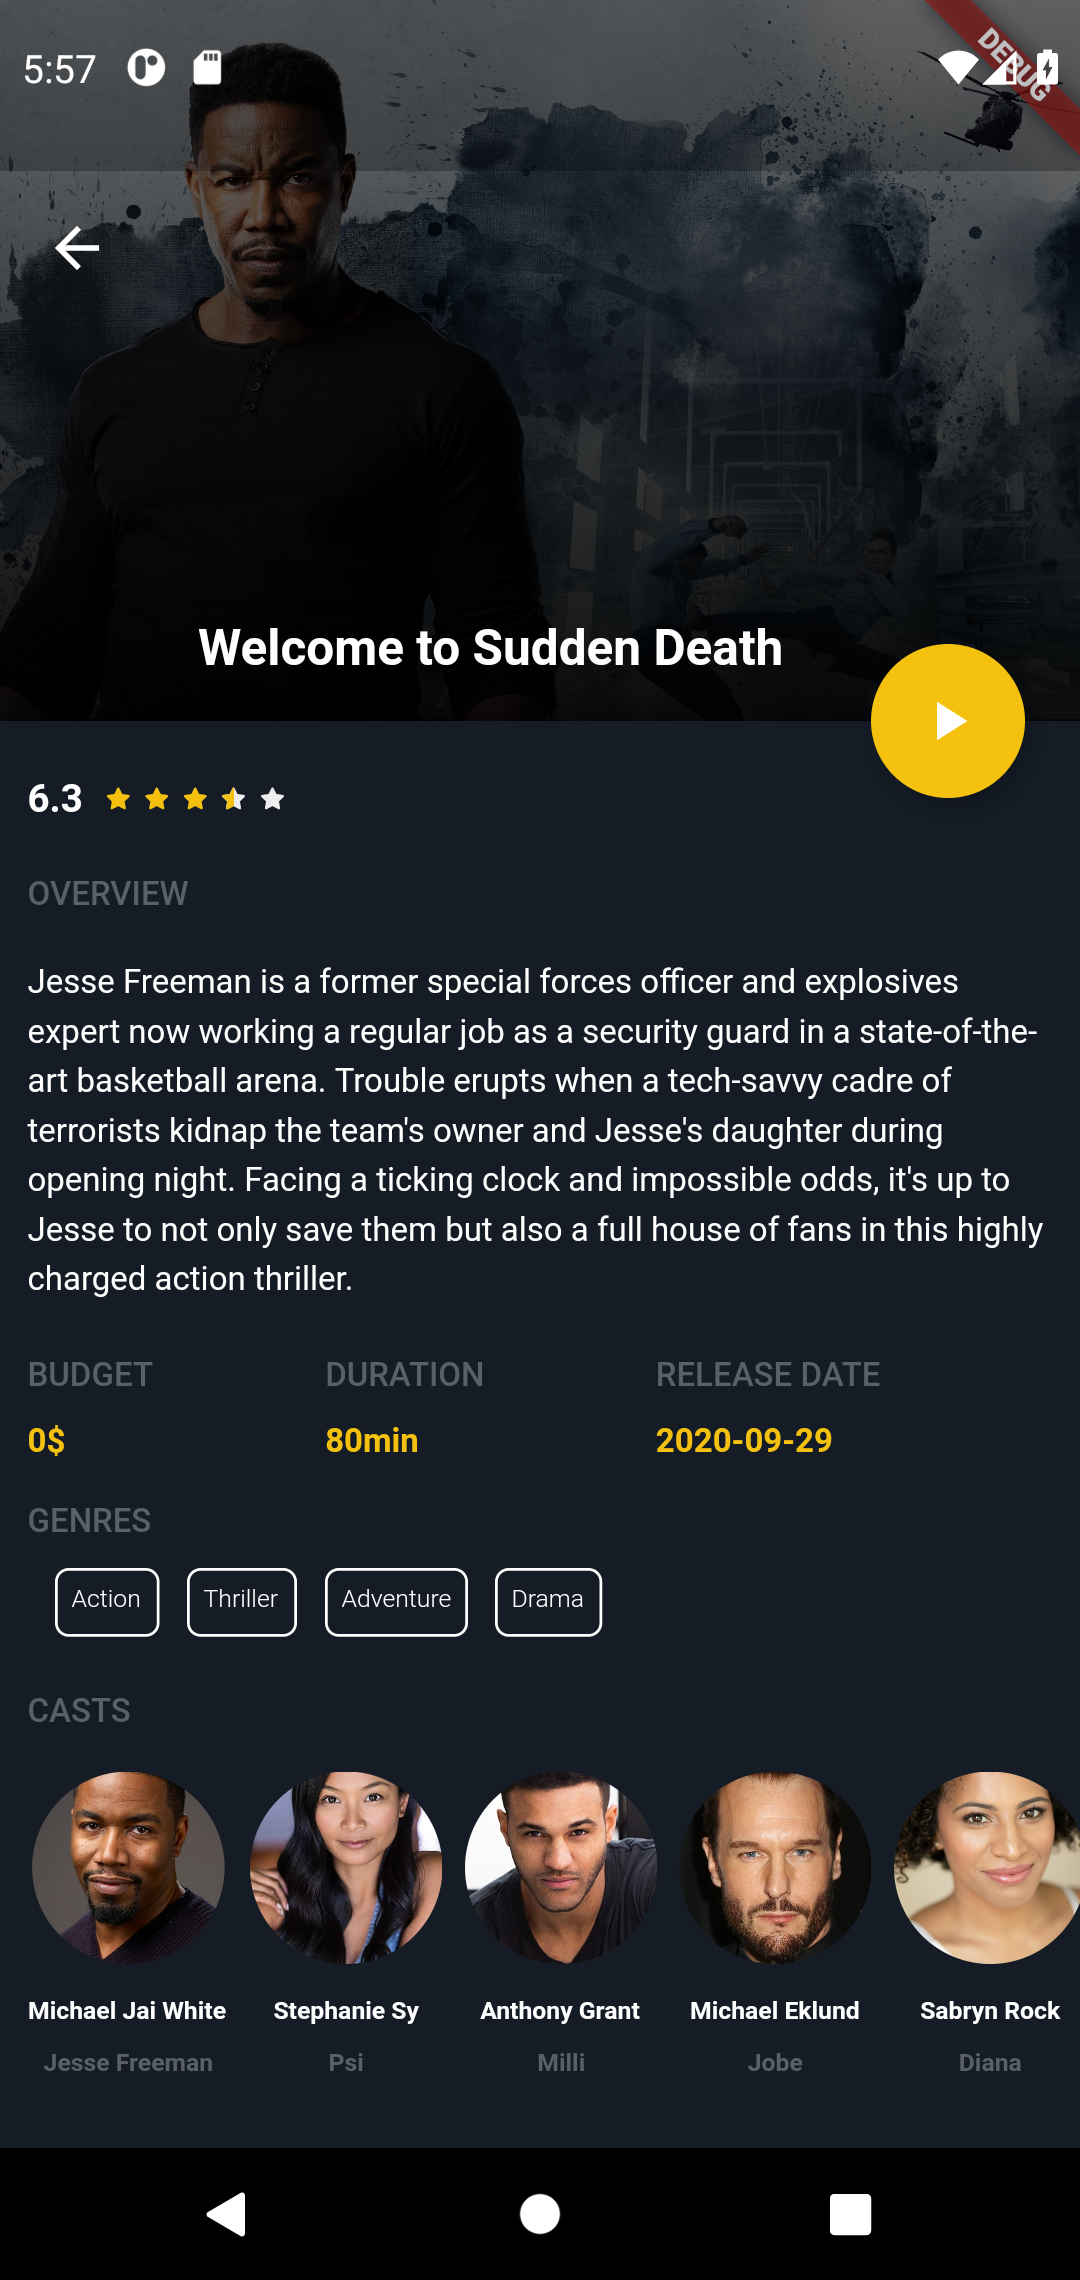 5:57
DEBUG
Welcome to Sudden Death
6.3
OVERVIEW
Jesse Freeman is a former special forces officer and explosives
expert now working a regular job as a security guard in a state-of-the-
art basketball arena. Trouble erupts when a tech-savvy cadre of
terrorists kidnap the team's owner and Jesse's daughter during
opening night. Facing a ticking clock and impossible odds, it's up to
Jesse to not only save them but also a full house of fans in this highly
charged action thriller.
BUDGET DURATION RELEASE DATE
0$ 80min 2020-09-29
GENRES
Action Thriller Adventure Drama
CASTS
Michael Jai White Stephanie Sy Anthony Grant Michael Eklund Sabryn Rock
Jesse Freeman Psi Milli Jobe Diana